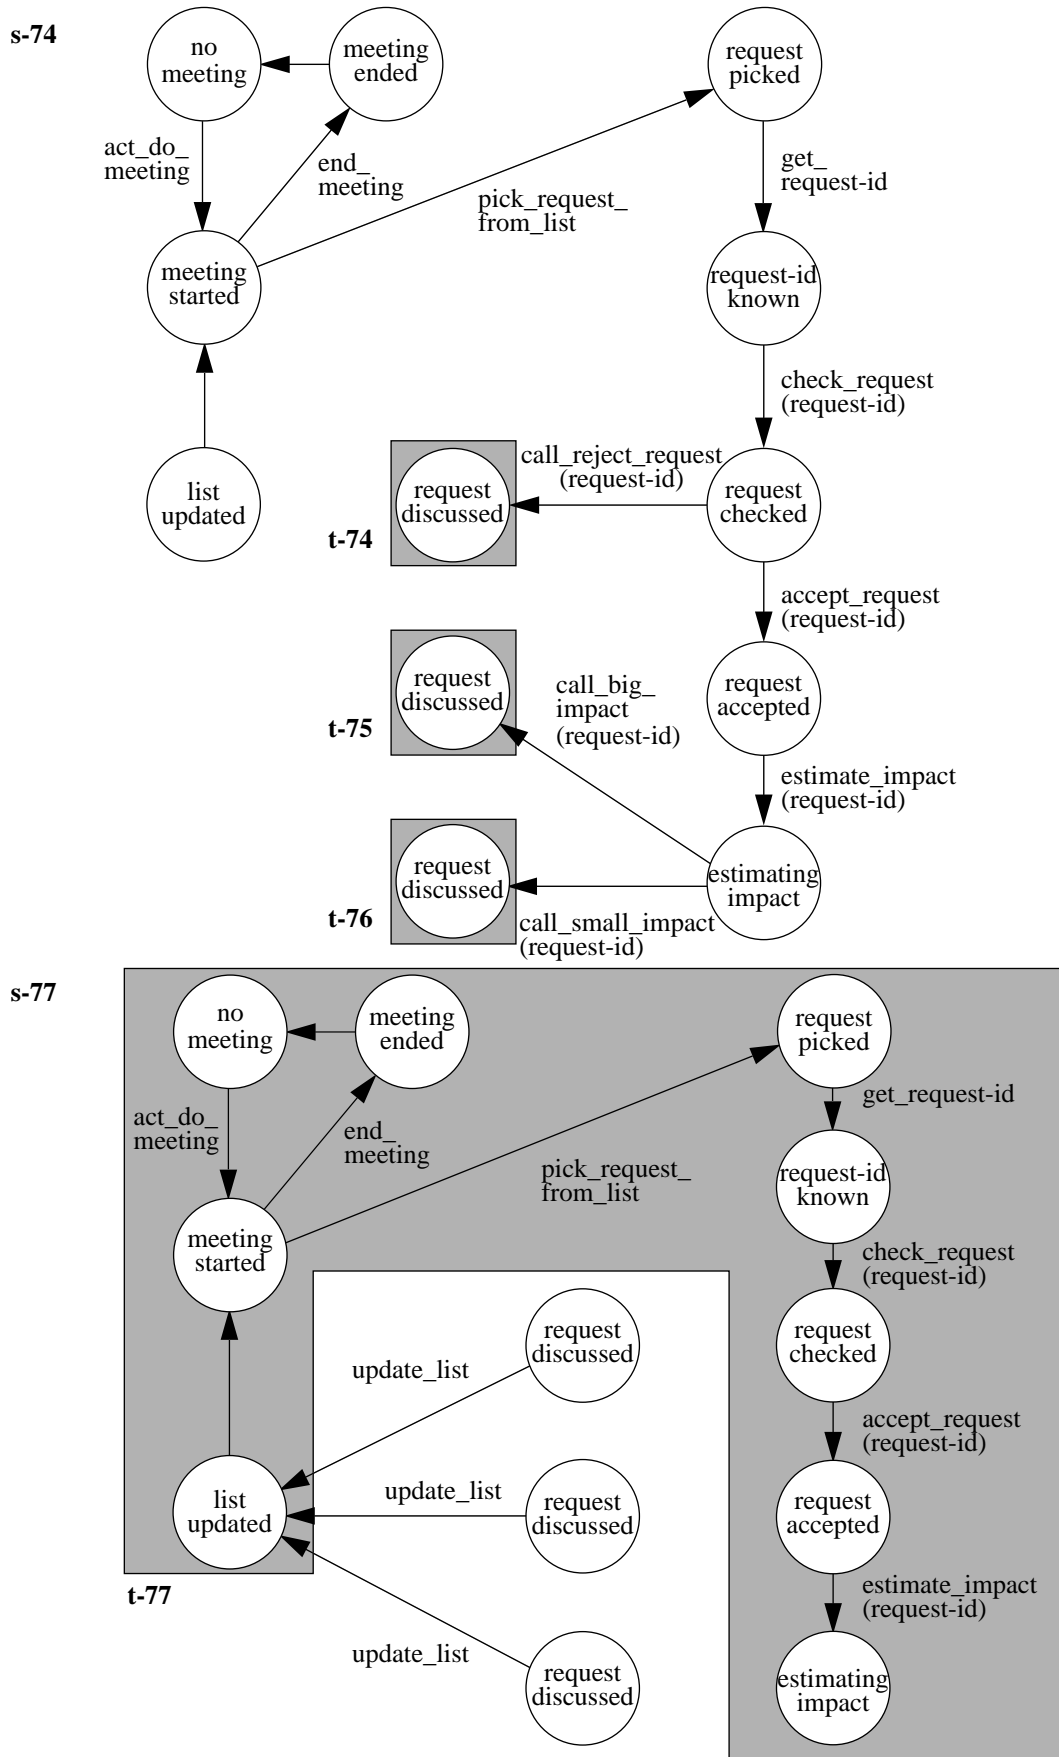 s-74
no
meeting
meeting
ended
request
picked
act_do_
meeting
end_
meeting
pick_request_
from_list
get_
request-id
meeting
started
request-id
known
check_request
(request-id)
list
updated
t-74
request
discussed
call_reject_request
(request-id)
request
checked
accept_request
(request-id)
t-75
request
discussed
call_big_
impact
(request-id)
request
accepted
estimate_impact
(request-id)
t-76
request
discussed
call_small_impact
(request-id)
estimating
impact
s-77
no
meeting
meeting
ended
request
picked
act_do_
meeting
end_
meeting
pick_request_
from_list
get_request-id
request-id
known
meeting
started
check_request
(request-id)
request
discussed
update_list
request
checked
accept_request
(request-id)
list
updated
update_list
request
discussed
request
accepted
t-77
estimate_impact
(request-id)
update_list
request
discussed
estimating
impact